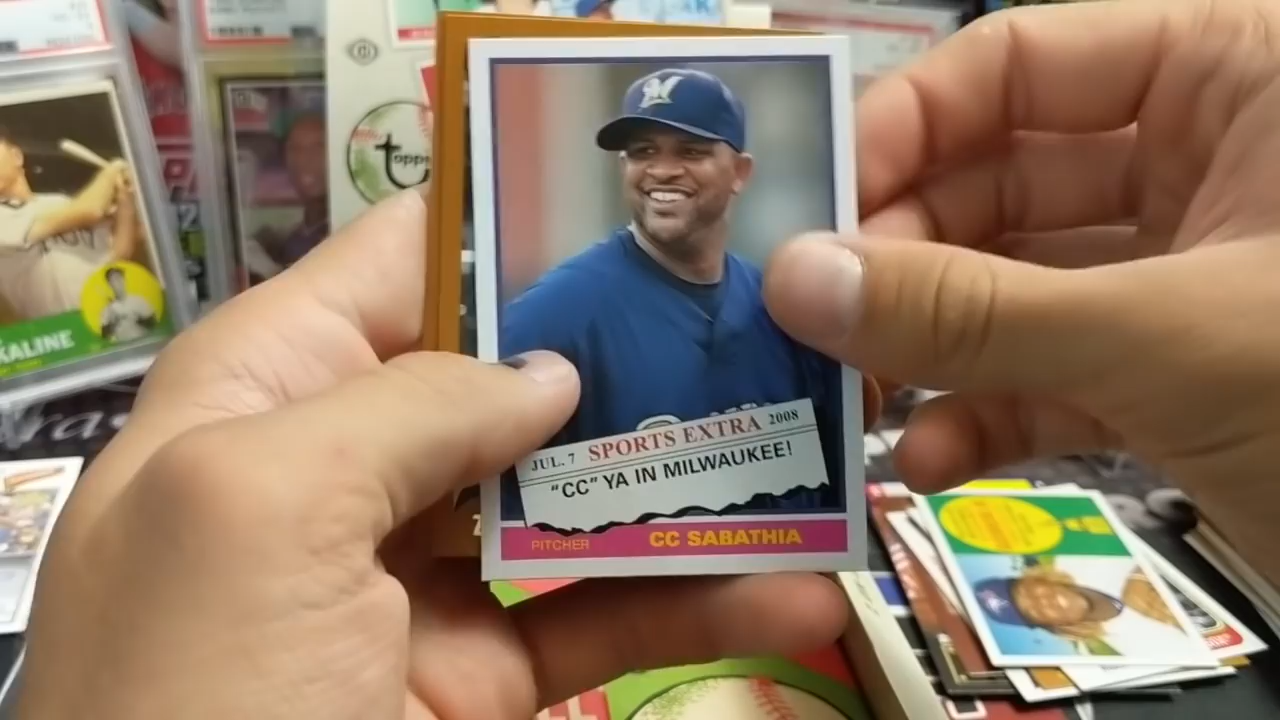 topps
M
KALINE
JUL. 7 SPORTS EXTRA 2008
"CC" YA IN MILWAUKEE!
PITCHER CC SABATHIA